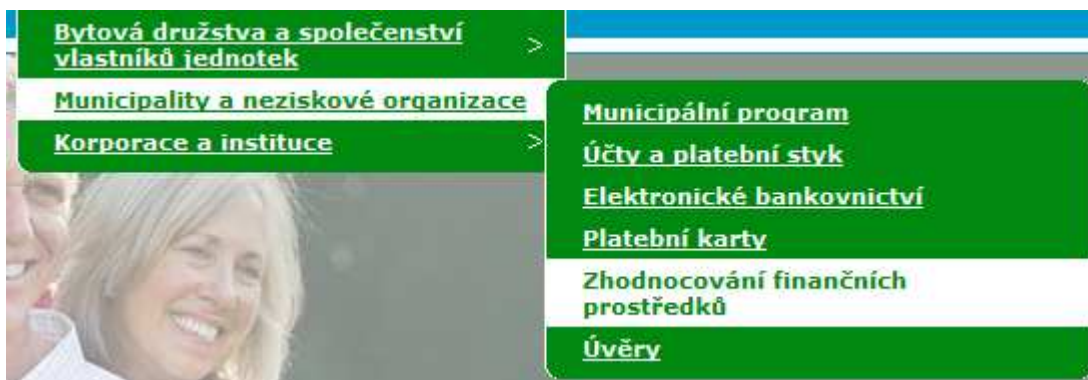 Bytová družstva a společenství
vlastníků jednotek >
Municipality a neziskové organizace
Korporace a instituce >
Municipální program
Účty a platební styk
Elektronické bankovnictví
Platební karty
Zhodnocování finančních
prostředků
Úvěry